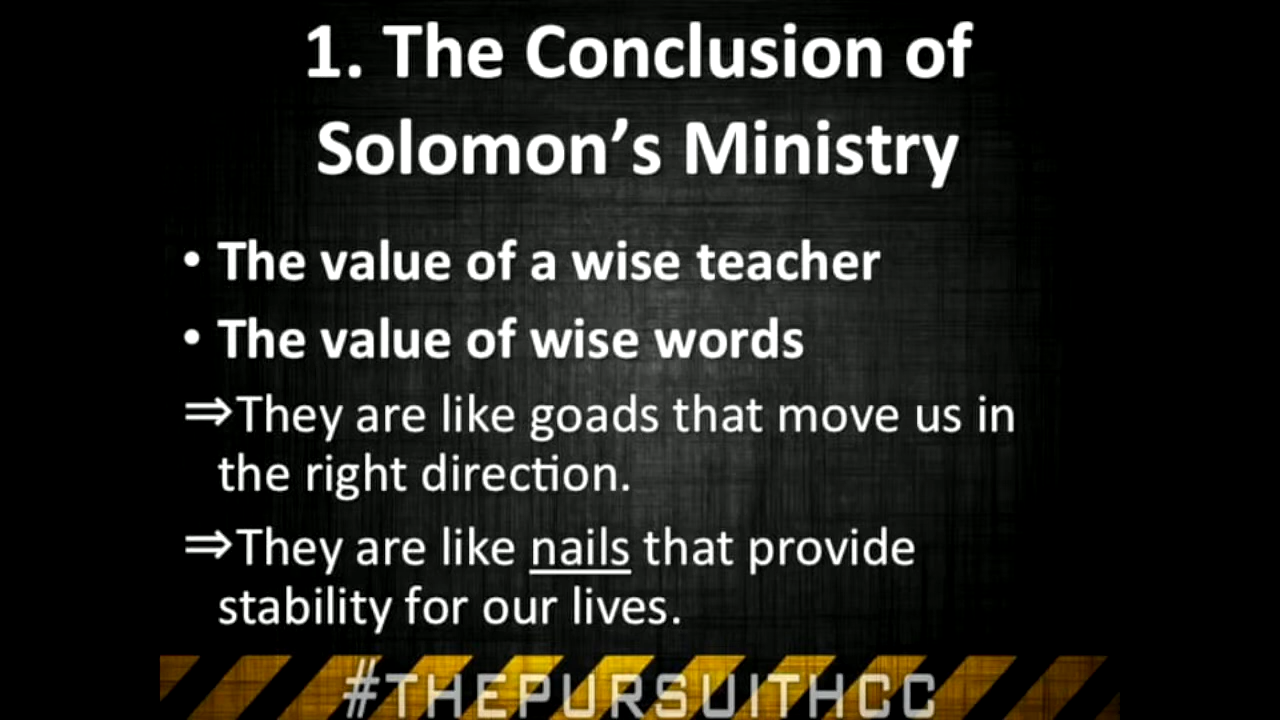 1. The Conclusion of
Solomon’s Ministry
• The value of a wise teacher
• The value of wise words
⇒They are like goads that move us in
the right direction.
⇒They are like nails that provide
stability for our lives.
#THEPURSUITHCC